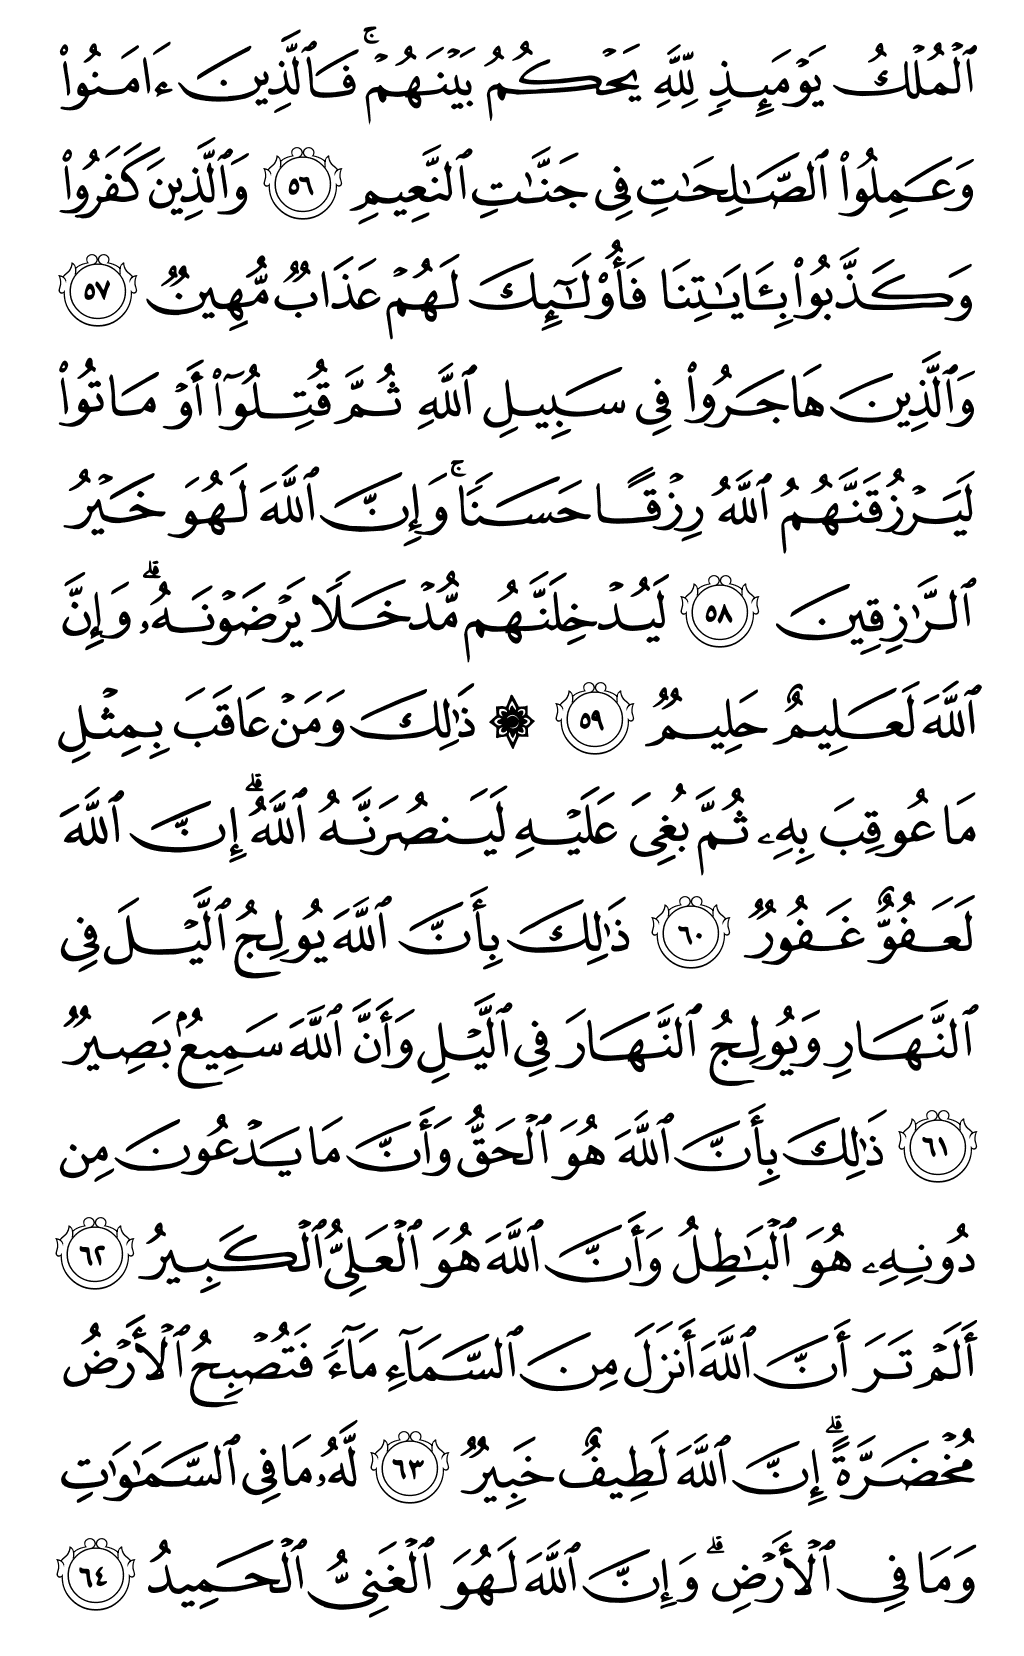 ٱلۡمُلۡكُ يَوۡمَئِذٖ لِّلَّهِ يَحۡكُمُ بَيۡنَهُمۡۚ فَٱلَّذِينَ ءَامَنُواْ
وَعَمِلُواْ ٱلصَّٰلِحَٰتِ فِي جَنَّٰتِ ٱلنَّعِيمِ ٥٦ وَٱلَّذِينَ كَفَرُواْ
وَكَذَّبُواْ بِـَٔايَٰتِنَا فَأُوْلَٰٓئِكَ لَهُمۡ عَذَابٞ مُّهِينٞ ٥٧
وَٱلَّذِينَ هَاجَرُواْ فِي سَبِيلِ ٱللَّهِ ثُمَّ قُتِلُوٓاْ أَوۡ مَاتُواْ
لَيَرۡزُقَنَّهُمُ ٱللَّهُ رِزۡقًا حَسَنٗاۚ وَإِنَّ ٱللَّهَ لَهُوَ خَيۡرُ
ٱلرَّٰزِقِينَ ٥٨ لَيُدۡخِلَنَّهُم مُّدۡخَلٗا يَرۡضَوۡنَهُۥۚ وَإِنَّ
ٱللَّهَ لَعَلِيمٌ حَلِيمٞ ٥٩ ۞ ذَٰلِكَ وَمَنۡ عَاقَبَ بِمِثۡلِ
مَا عُوقِبَ بِهِۦ ثُمَّ بُغِيَ عَلَيۡهِ لَيَنصُرَنَّهُ ٱللَّهُۚ إِنَّ ٱللَّهَ
لَعَفُوٌّ غَفُورٞ ٦٠ ذَٰلِكَ بِأَنَّ ٱللَّهَ يُولِجُ ٱلَّيۡلَ فِي
ٱلنَّهَارِ وَيُولِجُ ٱلنَّهَارَ فِي ٱلَّيۡلِ وَأَنَّ ٱللَّهَ سَمِيعُۢ بَصِيرٞ
٦١ ذَٰلِكَ بِأَنَّ ٱللَّهَ هُوَ ٱلۡحَقُّ وَأَنَّ مَا يَدۡعُونَ مِن
دُونِهِۦ هُوَ ٱلۡبَٰطِلُ وَأَنَّ ٱللَّهَ هُوَ ٱلۡعَلِيُّ ٱلۡكَبِيرُ ٦٢
أَلَمۡ تَرَ أَنَّ ٱللَّهَ أَنزَلَ مِنَ ٱلسَّمَآءِ مَآءٗ فَتُصۡبِحُ ٱلۡأَرۡضُ
مُخۡضَرَّةًۚ إِنَّ ٱللَّهَ لَطِيفٌ خَبِيرٞ ٦٣ لَّهُۥ مَا فِي ٱلسَّمَٰوَٰتِ
وَمَا فِي ٱلۡأَرۡضِۚ وَإِنَّ ٱللَّهَ لَهُوَ ٱلۡغَنِيُّ ٱلۡحَمِيدُ ٦٤